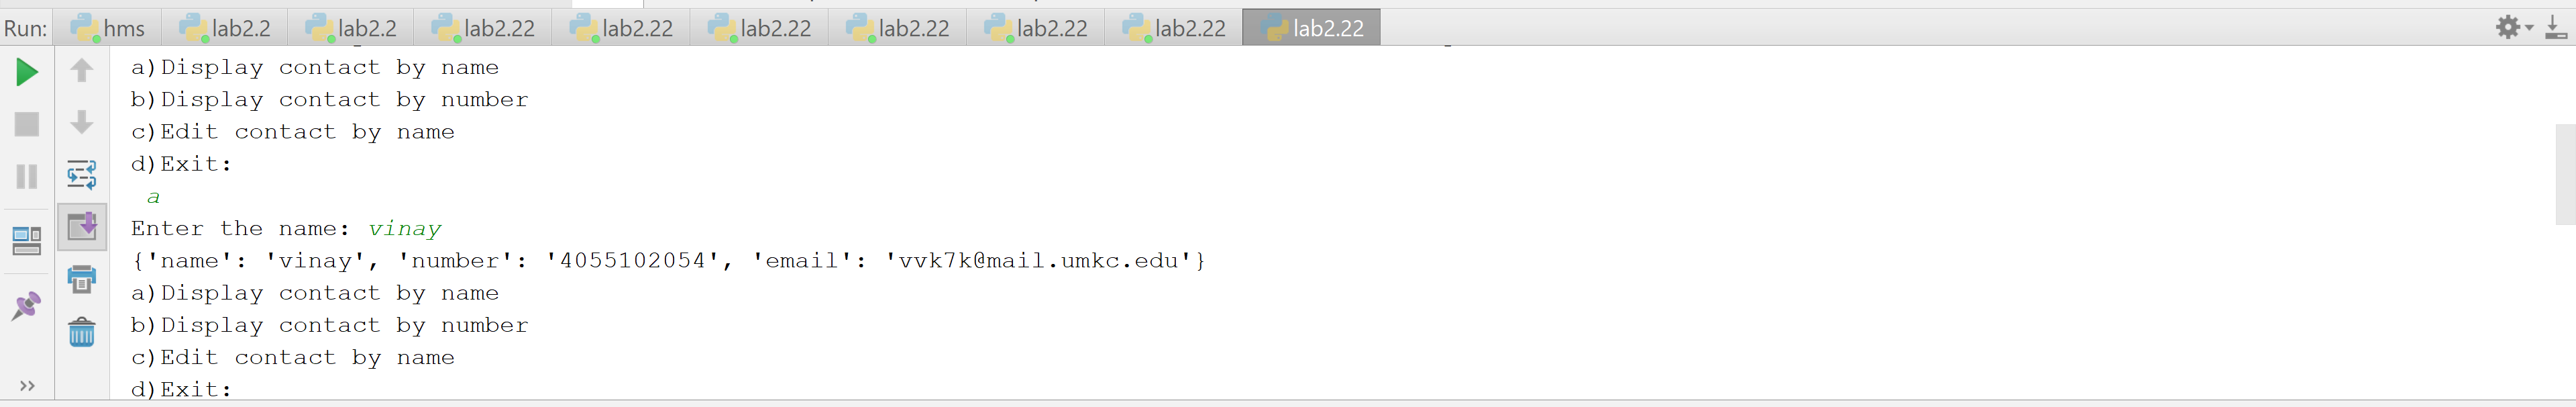 Run: hms lab2.2 lab2.2 lab2.22 lab2.22 lab2.22 lab2.22 lab2.22 lab2.22 lab2.22
a)Display contact by name
b)Display contact by number
c)Edit contact by name
d)Exit:
a
Enter the name: vinay
{'name': 'vinay', 'number': '4055102054', 'email': 'vvk7k@mail.umkc.edu'}
a)Display contact by name
b)Display contact by number
c)Edit contact by name
d)Exit: